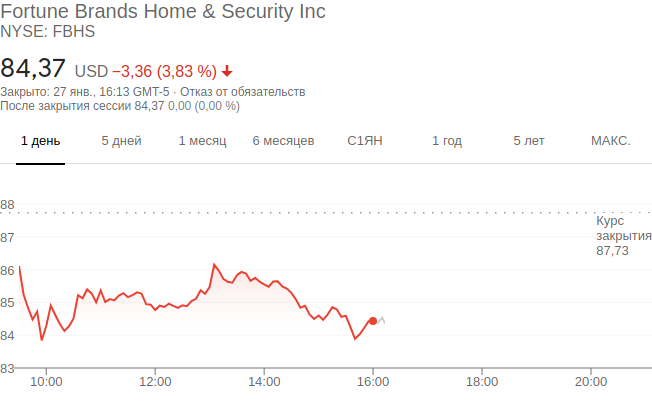 Fortune Brands Home & Security Inc
NYSE: FBHS
84,37 USD −3,36 (3,83 %)
Закрыто: 27 янв., 16:13 GMT-5 · Отказ от обязательств
После закрытия сессии 84,37 0,00 (0,00 %)
1 день 5 дней 1 месяц 6 месяцев С1ЯН 1 год 5 лет МАКС.
88
Курс
87
закрытия
87,73
86
85
84
83
10:00 12:00 14:00 16:00 18:00 20:00